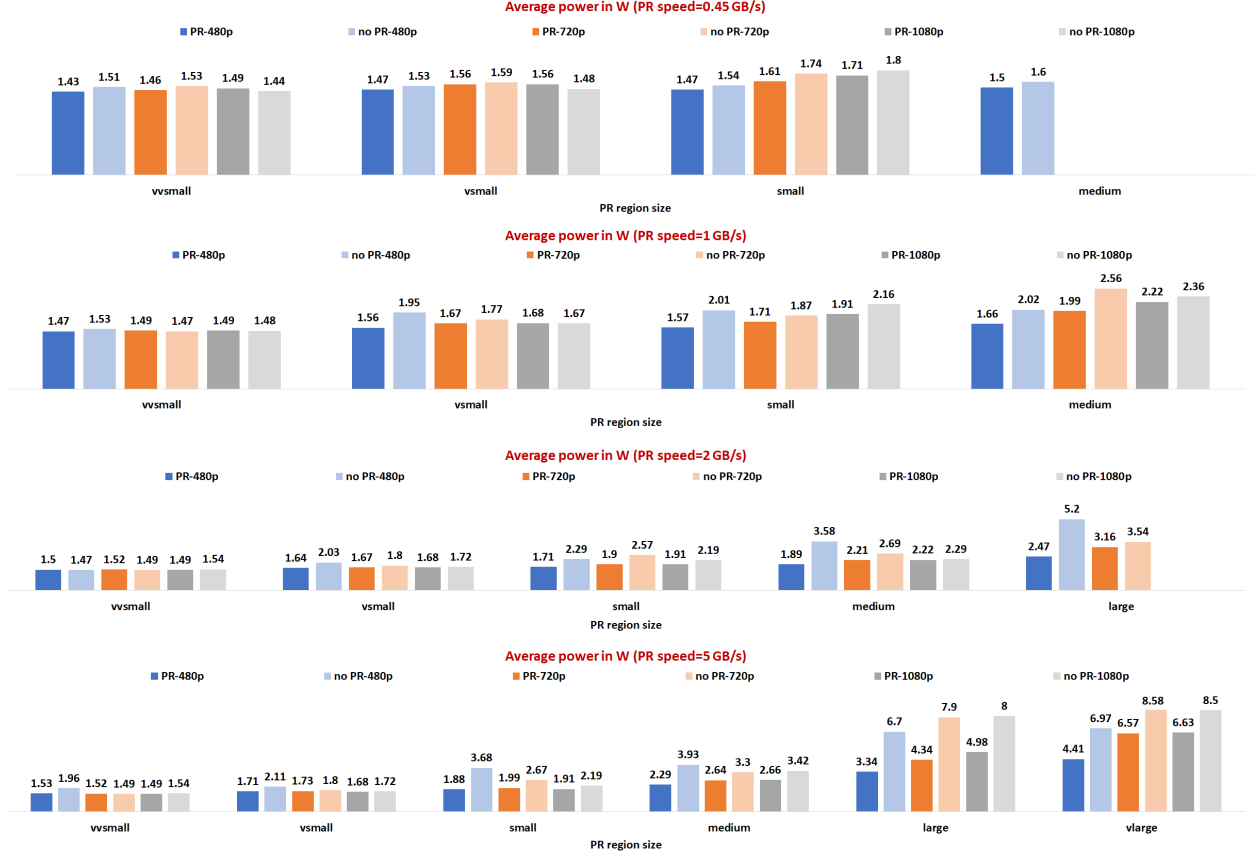 Average power in W (PR speed=0.45 GB/s)
PR-480p no PR-480p PR-720p no PR-720p PR-1080p no PR-1080p
1.43 1.51 1.46 1.53 1.49 1.44 1.47 1.53 1.56 1.59 1.56 1.48 1.47 1.54 1.61 1.74 1.71 1.8 1.5 1.6
vvsmall vsmall small medium
PR region size
Average power in W (PR speed=1 GB/s)
PR-480p no PR-480p PR-720p no PR-720p PR-1080p no PR-1080p
1.47 1.53 1.49 1.47 1.49 1.48 1.56 1.95 1.67 1.77 1.68 1.67 1.57 2.01 1.71 1.87 1.91 2.16 1.66 2.02 1.99 2.56 2.22 2.36
vvsmall vsmall small medium
PR region size
Average power in W (PR speed=2 GB/s)
PR-480p no PR-480p PR-720p no PR-720p PR-1080p no PR-1080p
1.5 1.47 1.52 1.49 1.49 1.54 1.64 2.03 1.67 1.8 1.68 1.72 1.71 2.29 1.9 2.57 1.91 2.19 1.89 3.58 2.21 2.69 2.22 2.29 2.47 5.2 3.16 3.54
vvsmall vsmall small medium large
PR region size
Average power in W (PR speed=5 GB/s)
PR-480p no PR-480p PR-720p no PR-720p PR-1080p no PR-1080p
1.53 1.96 1.52 1.49 1.49 1.54 1.71 2.11 1.73 1.8 1.68 1.72 1.88 3.68 1.99 2.67 1.91 2.19 2.29 3.93 2.64 3.3 2.66 3.42 3.34 6.7 4.34 7.9 4.98 8 4.41 6.97 6.57 8.58 6.63 8.5
vvsmall vsmall small medium large vlarge
PR region size